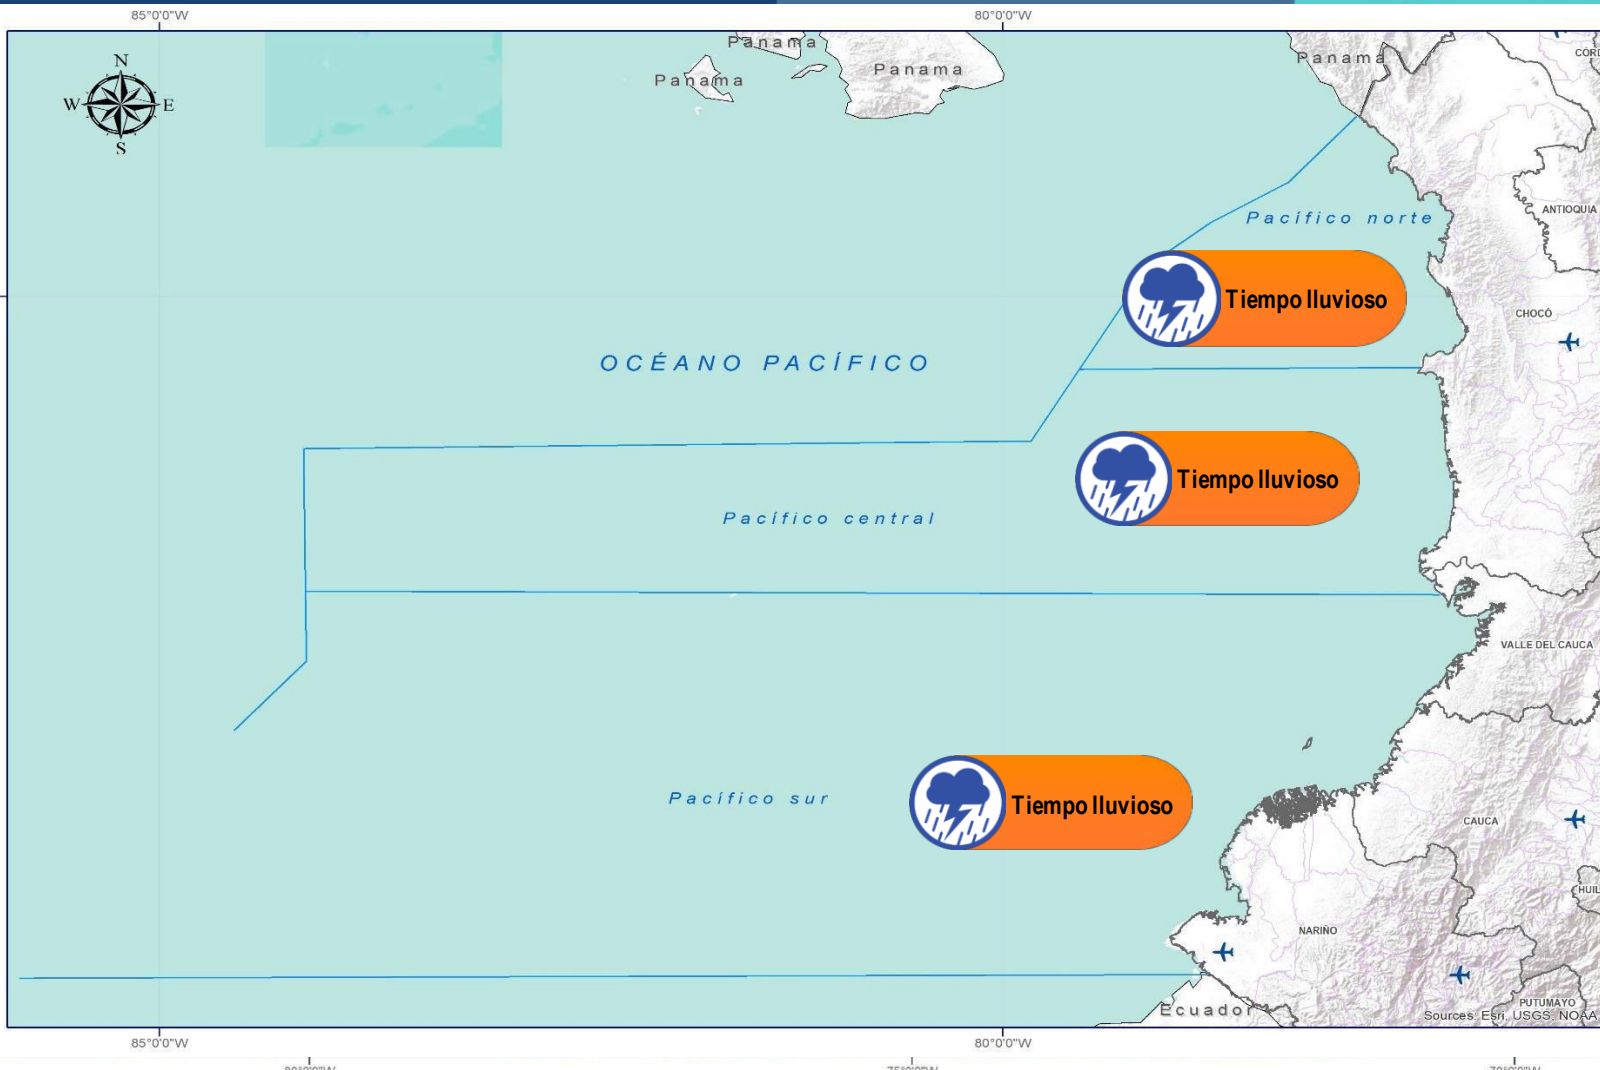 85°0'0"W
80°0'0"W
N
W
E
S
Panama
Panama
Panama
Panama
Pacífico norte
ANTIOQUIA
Tiempo lluvioso
CHOCÓ
OCÉANO PACÍFICO
Tiempo lluvioso
Pacífico central
VALLE DEL CAUCA
Pacífico sur
Tiempo lluvioso
CAUCA
HUIL
NARIÑO
PUTUMAYO
Ecuador
Sources: Esri, USGS, NOAA
85°0'0"W
80°0'0"W